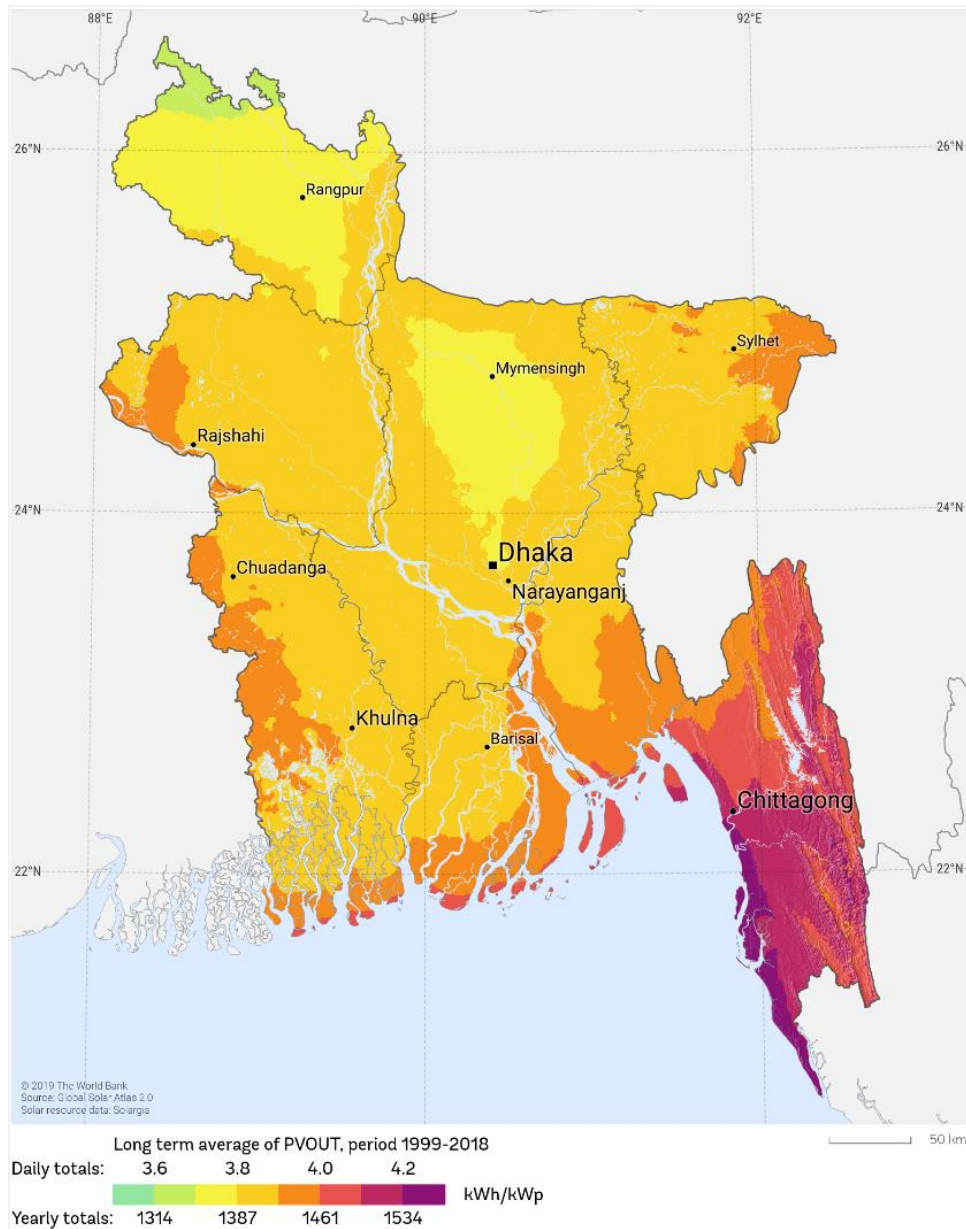 88°E 90°E 92°E
26°N 26°N
Rangpur
Sylhet
Mymensingh
Rajshahi
24°N 24°N
Dhaka
Chuadanga
Narayanganj
Khulna
Barisal
Chittagong
22°N 22°N
© 2019 The World Bank
Source: Global Solar Atlas 2.0
Solar resource data: Solargis
Long term average of PVOUT, period 1999-2018
50 km
Daily totals: 3.6 3.8 4.0 4.2
kWh/kWp
Yearly totals: 1314 1387 1461 1534